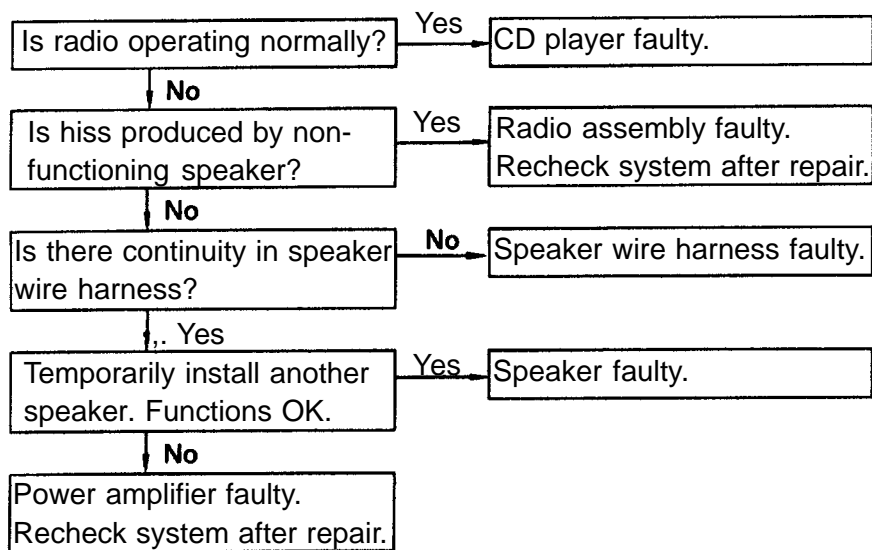 Is radio operating normally?
Yes
CD player faulty.
No
Is hiss produced by non-
functioning speaker?
Yes
Radio assembly faulty.
Recheck system after repair.
No
Is there continuity in speaker
wire harness?
No
Speaker wire harness faulty.
,. Yes
Temporarily install another
speaker. Functions OK.
Yes
Speaker faulty.
No
Power amplifier faulty.
Recheck system after repair.